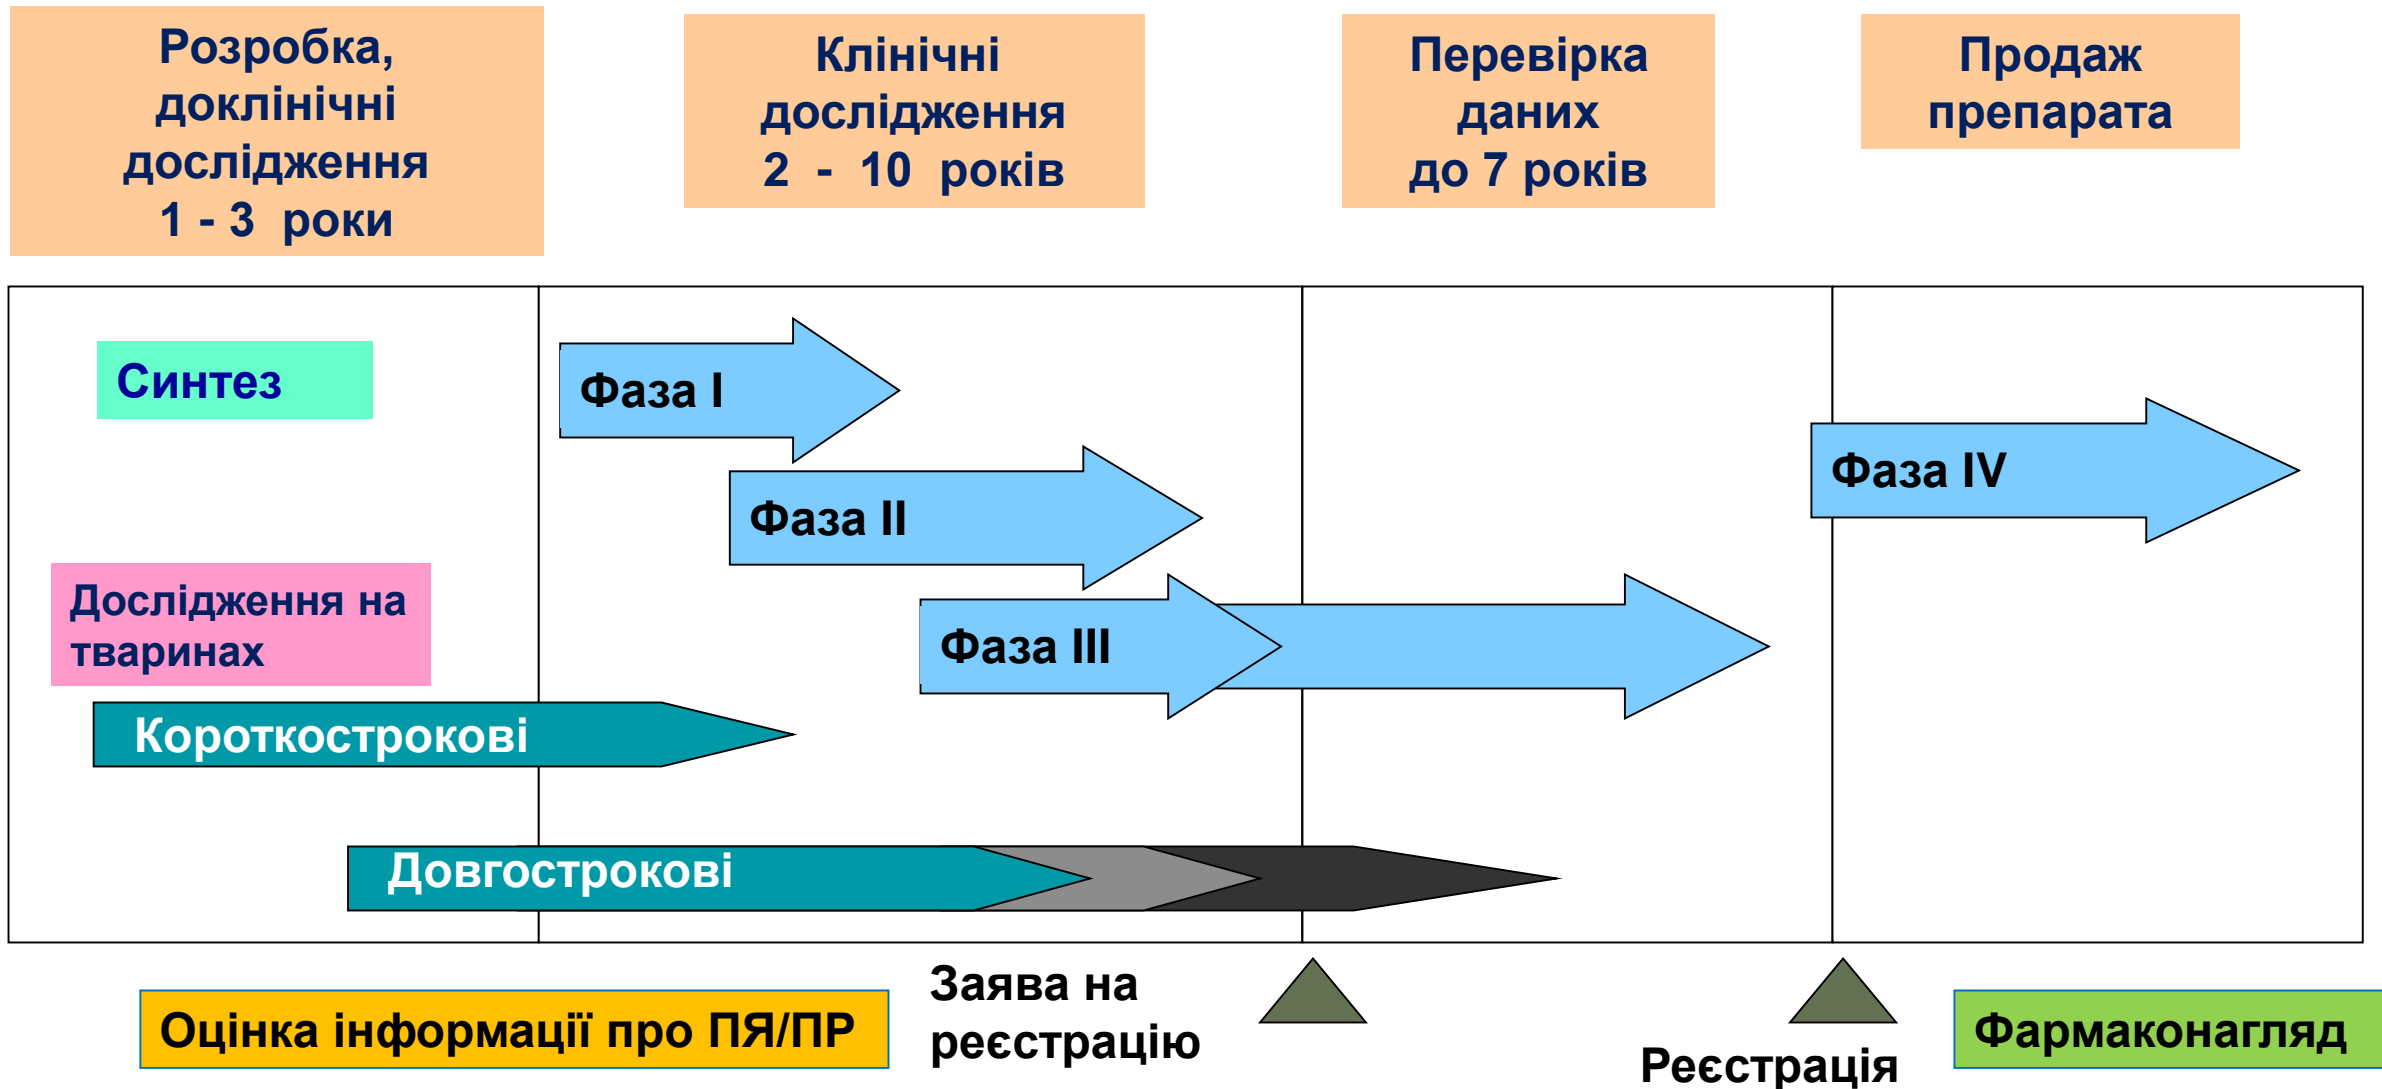 Розробка,
доклінічні
дослідження
1 - 3 роки
Клінічні
дослідження
2 - 10 років
Перевірка
даних
до 7 років
Продаж
препарата
Синтез
Фаза I
Фаза IV
Фаза II
Дослідження на
тваринах
Фаза III
Короткострокові
Довгострокові
Оцінка інформації про ПЯ/ПР
Заява на
реєстрацію
Реєстрація
Фармаконагляд